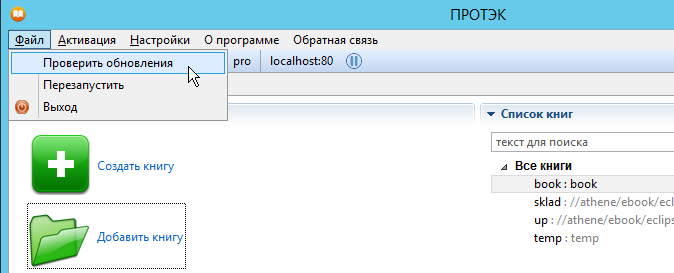 ПРОТЭК
Файл Активация Настройки О программе Обратная связь
Проверить обновления
Перезапустить
Выход
pro localhost:80
Список книг
текст для поиска
Все книги
book : book
sklad : //athene/ebook/ecl
up : //athene/ebook/eclips
temp : temp
Создать книгу
Добавить книгу